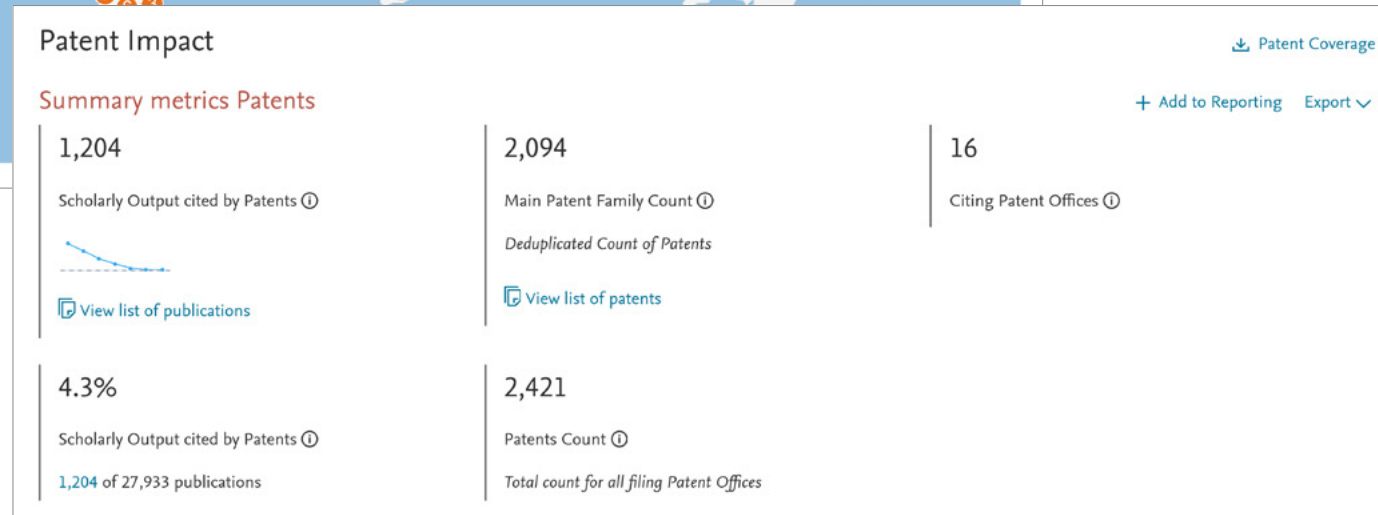 Patent Impact
Patent Coverage
Summary metrics Patents
+ Add to Reporting Export
1,204
2,094
16
Scholarly Output cited by Patents
Main Patent Family Count
Citing Patent Offices
Deduplicated Count of Patents
View list of publications
View list of patents
4.3%
2,421
Scholarly Output cited by Patents
Patents Count
1,204 of 27,933 publications
Total count for all filing Patent Offices